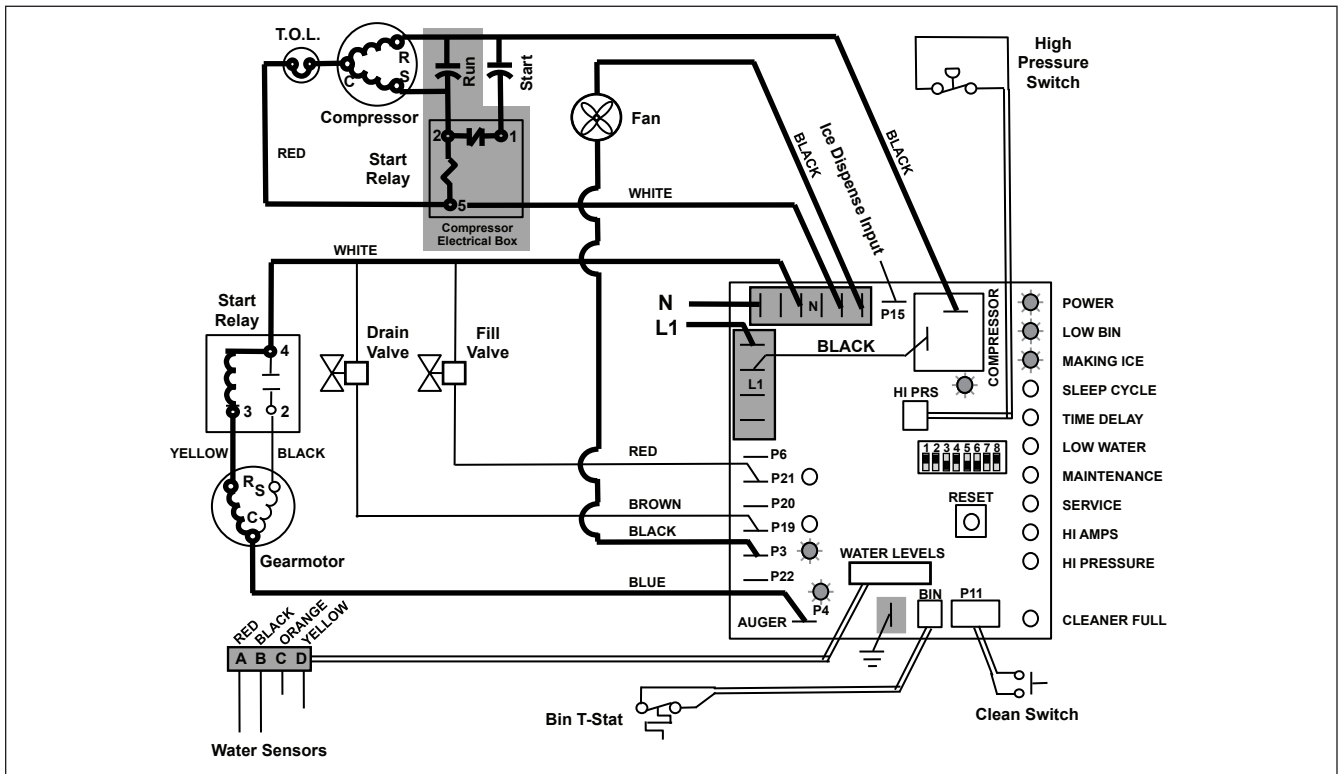 T.O.L.
R
S
C
Compressor
Run
Start
2
1
Start
Relay
5
Compressor
Electrical Box
RED
WHITE
Fan
BLACK
Ice Dispense Input
BLACK
High
Pressure
Switch
WHITE
Start
Relay
4
3
2
YELLOW
BLACK
R
S
C
Gearmotor
Drain
Valve
Fill
Valve
N
L1
N
P15
L1
BLACK
COMPRESSOR
HI PRS
1 2 3 4 5 6 7 8
RESET
POWER
LOW BIN
MAKING ICE
SLEEP CYCLE
TIME DELAY
LOW WATER
MAINTENANCE
SERVICE
HI AMPS
HI PRESSURE
CLEANER FULL
RED
P6
P21
BROWN
P20
P19
BLACK
P3
P22
BLUE
P4
AUGER
WATER LEVELS
BIN
P11
RED
BLACK
ORANGE
YELLOW
A B C D
Water Sensors
Bin T-Stat
Clean Switch